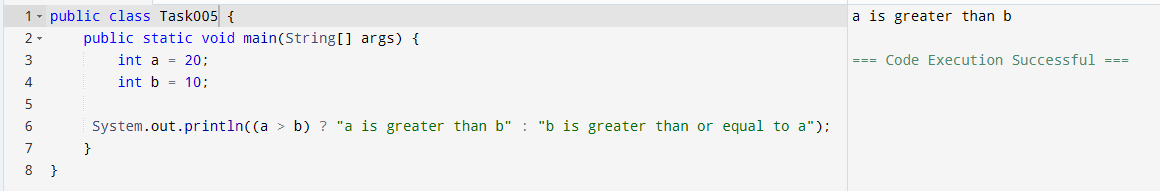 1 public class Task005 {
2 public static void main(String[] args) {
3 int a = 20;
4 int b = 10;
5
6 System.out.println((a > b) ? "a is greater than b" : "b is greater than or equal to a");
7 }
8 }
a is greater than b
=== Code Execution Successful ===